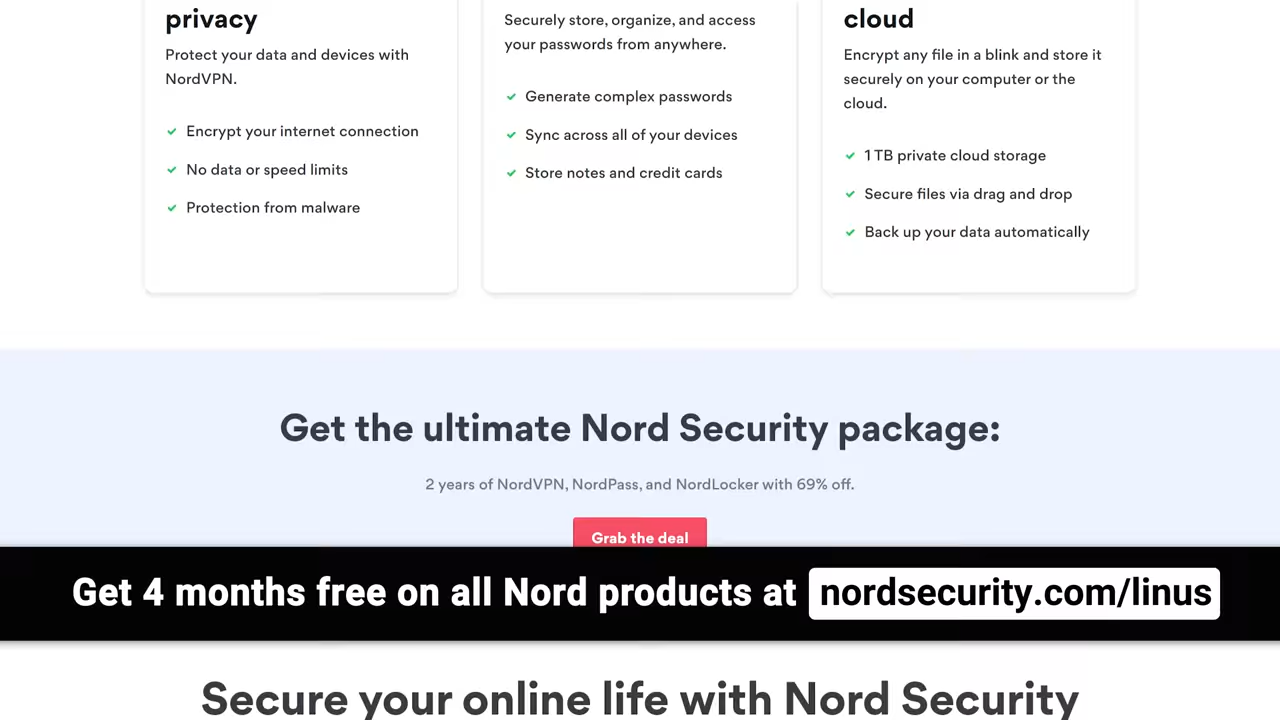 privacy
Protect your data and devices with
NordVPN.
Encrypt your internet connection
No data or speed limits
Protection from malware
Securely store, organize, and access
your passwords from anywhere.
Generate complex passwords
Sync across all of your devices
Store notes and credit cards
cloud
Encrypt any file in a blink and store it
securely on your computer or the
cloud.
1 TB private cloud storage
Secure files via drag and drop
Back up your data automatically
Get the ultimate Nord Security package:
2 years of NordVPN, NordPass, and NordLocker with 69% off.
Grab the deal
Get 4 months free on all Nord products at nordsecurity.com/linus
Secure your online life with Nord Security